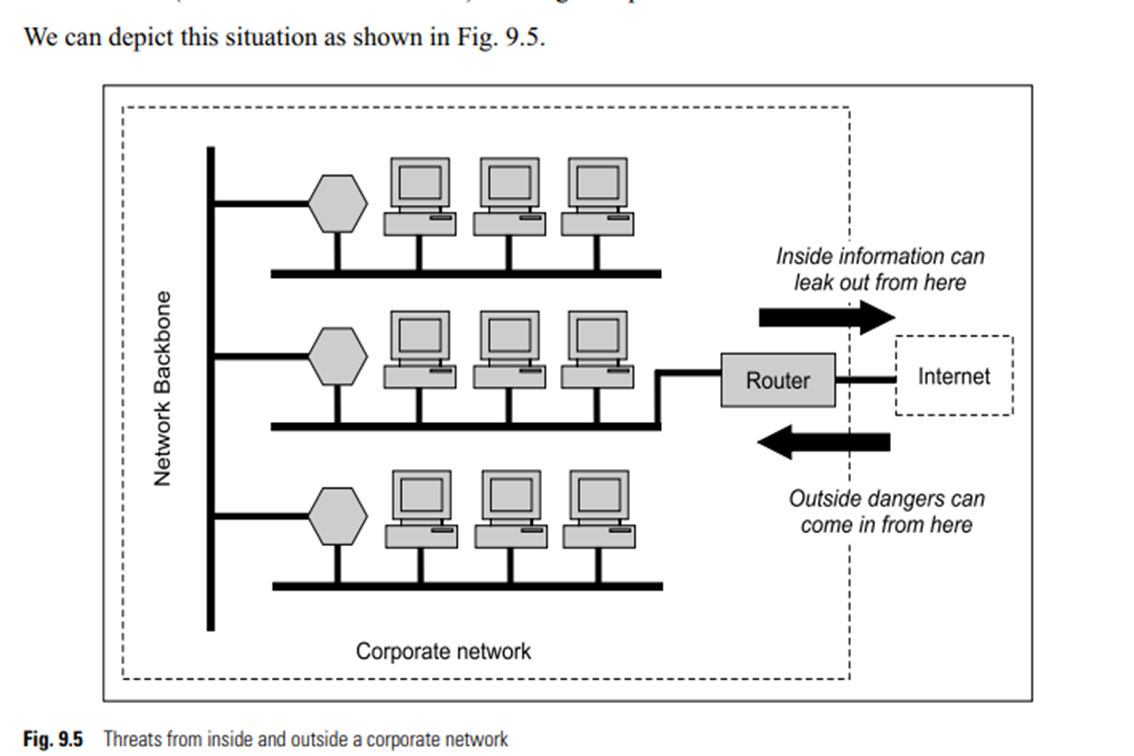 We can depict this situation as shown in Fig. 9.5.
Inside information can
leak out from here
Network Backbone
Router
Internet
Outside dangers can
come in from here
Corporate network
Fig. 9.5 Threats from inside and outside a corporate network